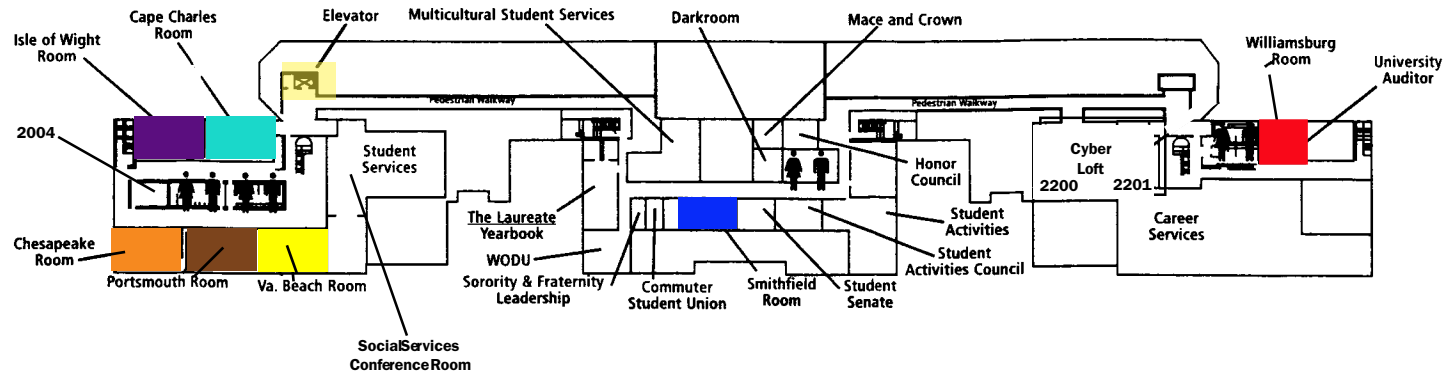 Cape Charles
Room
Elevator
Multicultural Student Services
Darkroom
Mace and Crown
Isle of Wight
Room
Williamsburg
Room
University
Auditor
Pedestrian Walkway
Pedestrian Walkway
2004
Student
Services
Honor
Council
Cyber
Loft
2200
2201
The Laureate
Yearbook
Student
Activities
Career
Services
Chesapeake
Room
WODU
Student
Activities Council
Portsmouth Room
Va. Beach Room
Sorority & Fraternity
Leadership
Commuter
Student Union
Smithfield
Room
Student
Senate
SocialServices
ConferenceRoom